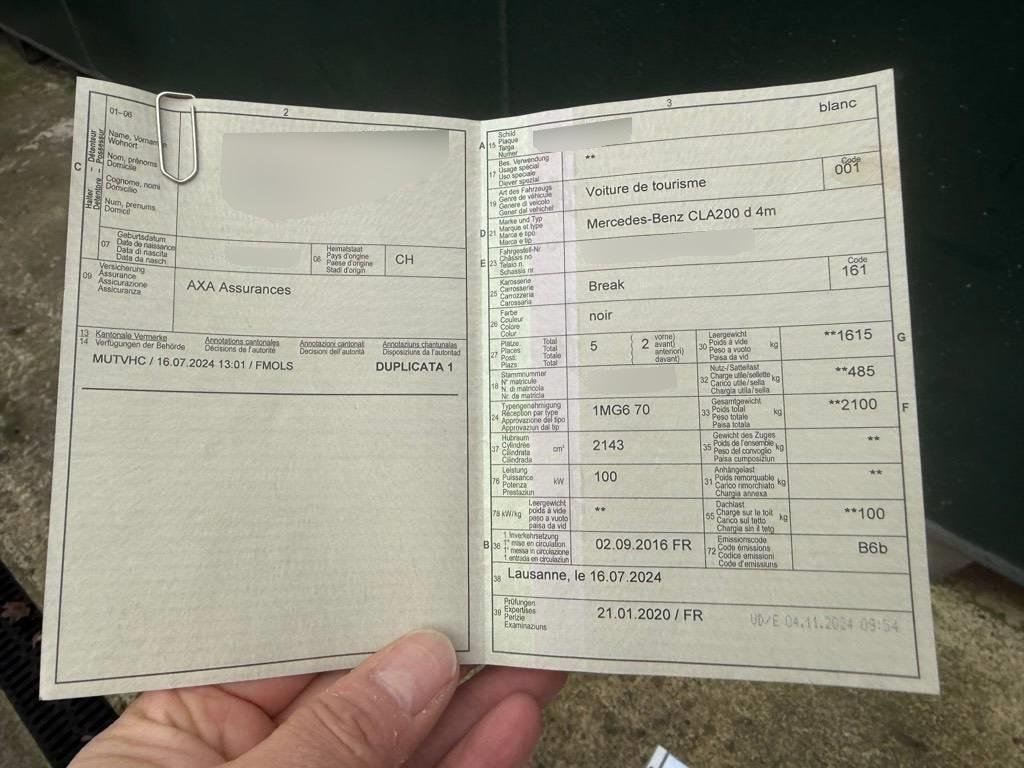 2
01-06
Détenteur – Possessur
Halter – Detentore
C
Name, Vornam
Wohnort
Nom, prénoms
Domicile
Cognome, nomi
Domicilio
Num, prenums
Domicil
07
Geburtsdatum
Date de naissance
Data di nascita
Data da nasch.
08
Heimatstaat
Pays d'origine
Paese d'origine
Stadi d'origin
CH
09
Versicherung
Assurance
Assicurazione
Assicuranza
AXA Assurances
13 Kantonale Vermerke Annotations cantonales Annotazioni cantonali Annotaziuns chantunalas
14 Verfügungen der Behörde Décisions de l'autorité Decisioni dell'autorità Disposiziuns da l'autoritad
MUTVHC / 16.07.2024 13:01 / FMOLS DUPLICATA 1
3
blanc
A 15
Schild
Plaque
Targa
Numer
17
Bes. Verwendung
Usage spécial
Uso speciale
Diever spezial
**
19
Art des Fahrzeugs
Genre de véhicule
Genere di veicolo
Gener dal vehichel
Voiture de tourisme
Code
001
D 21
Marke und Typ
Marque et type
Marca e tipo
Marca e tip
Mercedes-Benz CLA200 d 4m
E 23
Fahrgestell-Nr.
Châssis no
Telaio n.
Schassis nr.
25
Karosserie
Carrosserie
Carrozzeria
Carossaria
Break
Code
161
26
Farbe
Couleur
Colore
Colur
noir
27
Plätze Total
Places Total
Posti Totale
Plazs Total
5
2
vorne)
avant)
anteriori)
davant)
30
Leergewicht
Poids à vide
Peso a vuoto
Paisa da vid
kg
**1615
G
18
Stammnummer
N° matricule
N. di matricola
Nr. da matricla
32
Nutz-/Sattellast
Charge utile/sellette
Carico utile/sella
Chargia utila/sella
kg
**485
24
Typengenehmigung
Réception par type
Approvazione del tipo
Approvaziun dal tip
1MG6 70
33
Gesamtgewicht
Poids total
Peso totale
Paisa totala
kg
**2100
F
37
Hubraum
Cylindrée
Cilindrata
Cilindrada
cm³
2143
35
Gewicht des Zuges
Poids de l'ensemble
Peso del convoglio
Paisa cumposiziun
kg
**
76
Leistung
Puissance
Potenza
Prestaziun
kW
100
31
Anhängelast
Poids remorquable
Carico rimorchiato
Chargia annexa
kg
**
78 kW/kg
Leergewicht
poids à vide
peso a vuoto
paisa da vid
**
55
Dachlast
Charge sur le toit
Carico sul tetto
Chargia sin il tetg
kg
**100
B 36
1. Inverkehrsetzung
1re mise en circulation
1a messa in circolazione
1. entrada en circulaziun
02.09.2016 FR
72
Emissionscode
Code émissions
Codice emissioni
Code d'emissiuns
B6b
38
Lausanne, le 16.07.2024
39
Prüfungen
Expertises
Perizie
Examinaziuns
21.01.2020 / FR
VD/E 04.11.2024 09:54